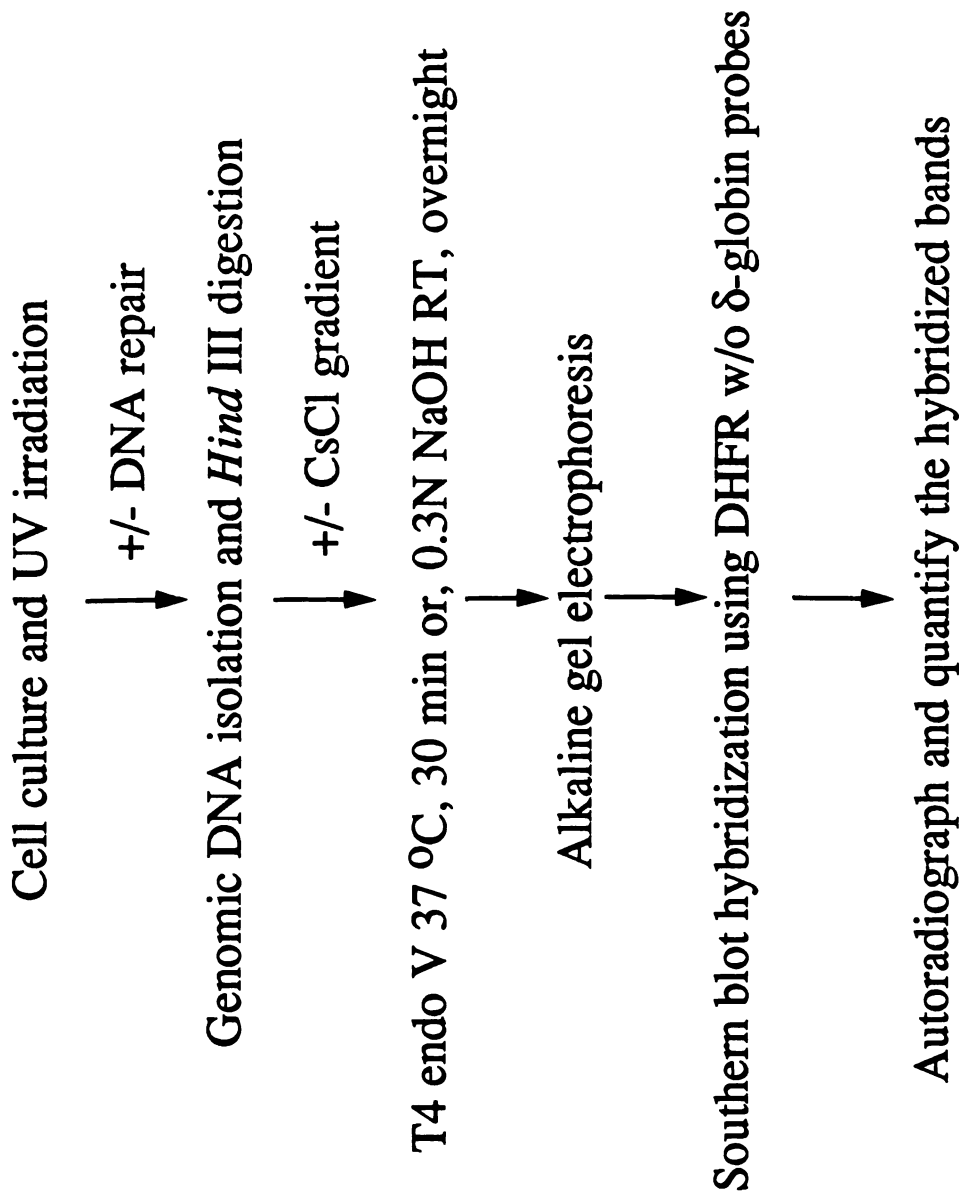 Cell culture and UV irradiation
+/- DNA repair
Genomic DNA isolation and Hind III digestion
+/- CsCl gradient
T4 endo V 37 °C, 30 min or, 0.3N NaOH RT, overnight
Alkaline gel electrophoresis
Southern blot hybridization using DHFR w/o δ-globin probes
Autoradiograph and quantify the hybridized bands